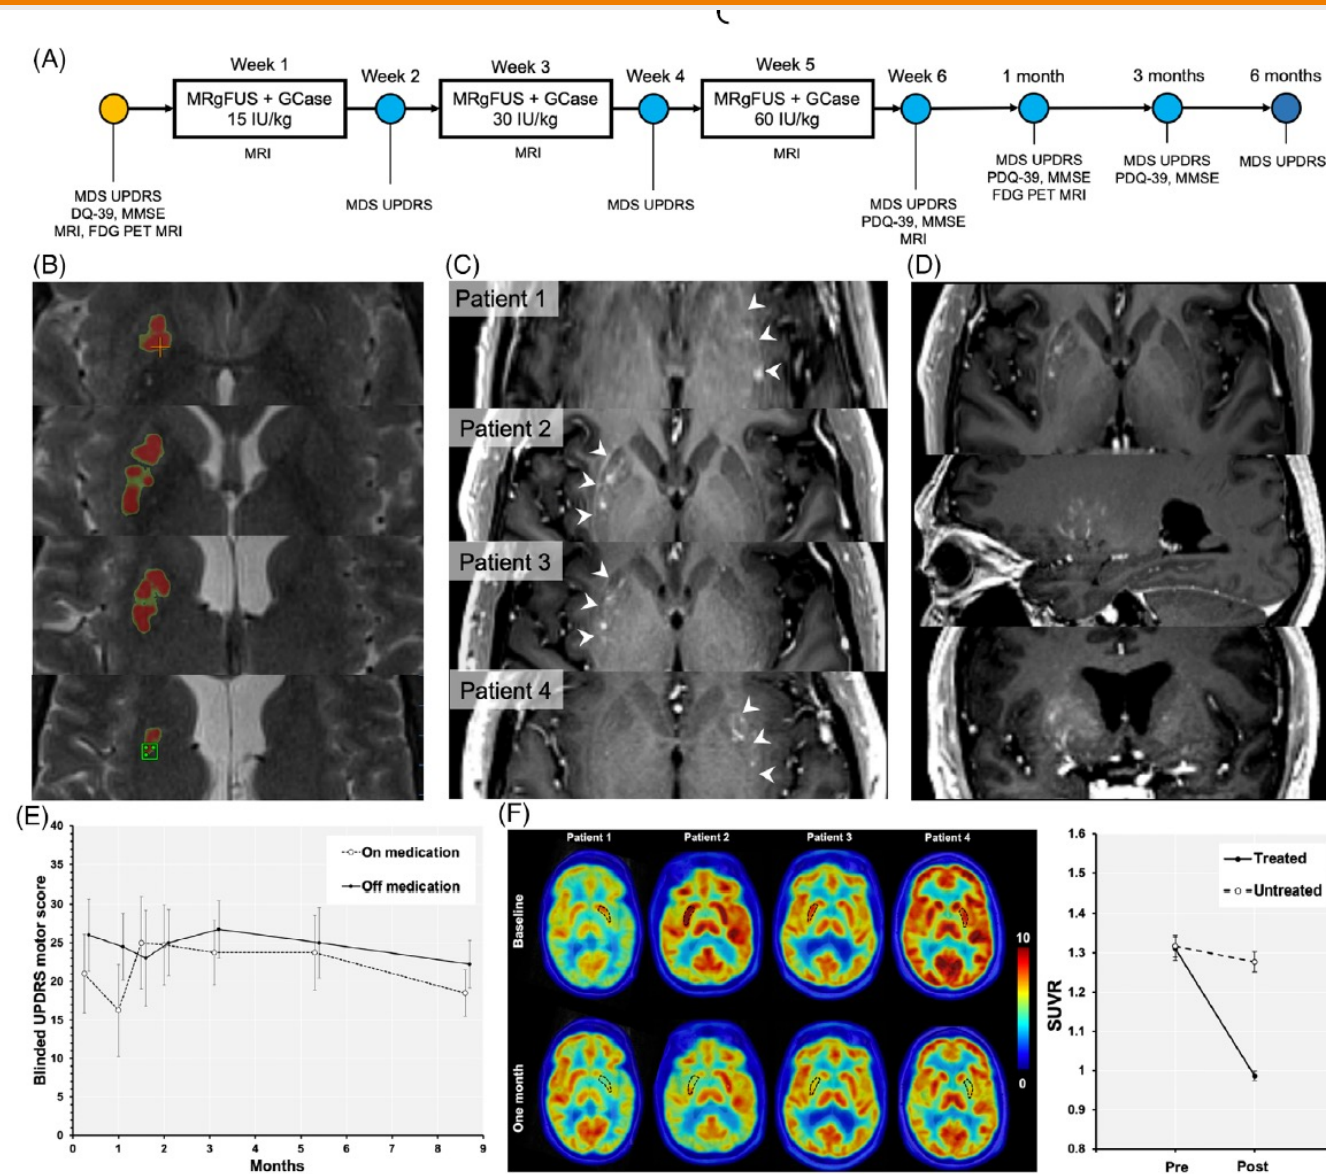 (A)
Week 1
Week 2
Week 3
Week 4
Week 5
Week 6
1 month
3 months
6 months
MRgFUS + GCase
15 IU/kg
MRgFUS + GCase
30 IU/kg
MRgFUS + GCase
60 IU/kg
MRI
MRI
MRI
MDS UPDRS
DQ-39, MMSE
MRI, FDG PET MRI
MDS UPDRS
MDS UPDRS
MDS UPDRS
PDQ-39, MMSE
MRI
MDS UPDRS
PDQ-39, MMSE
FDG PET MRI
MDS UPDRS
PDQ-39, MMSE
MDS UPDRS
(B)
(C)
Patient 1
Patient 2
Patient 3
Patient 4
(D)
(E)
Blinded UPDRS motor score
40
35
30
25
20
15
10
5
0
On medication
Off medication
0 1 2 3 4 5 6 7 8 9
Months
(F)
Patient 1 Patient 2 Patient 3 Patient 4
Baseline
One month
10
0
SUVR
1.6
1.4
1.3
1.2
1.1
1
0.9
0.8
Treated
Untreated
Pre Post